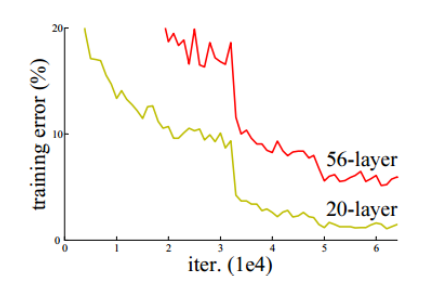 20
10
0
training error (%)
56-layer
20-layer
0 1 2 3 4 5 6
iter. (1e4)